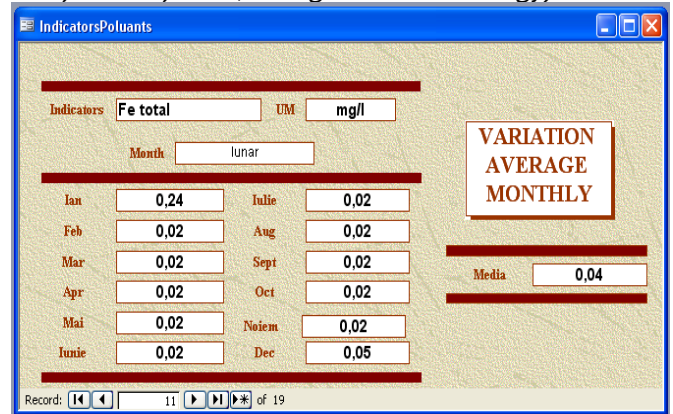 IndicatorsPoluants
Indicators Fe total UM mg/l
Month lunar
VARIATION
AVERAGE
MONTHLY
Ian 0,24 Iulie 0,02
Feb 0,02 Aug 0,02
Mar 0,02 Sept 0,02
Media 0,04
Apr 0,02 Oct 0,02
Mai 0,02 Noiem 0,02
Iunie 0,02 Dec 0,05
Record: 11 of 19